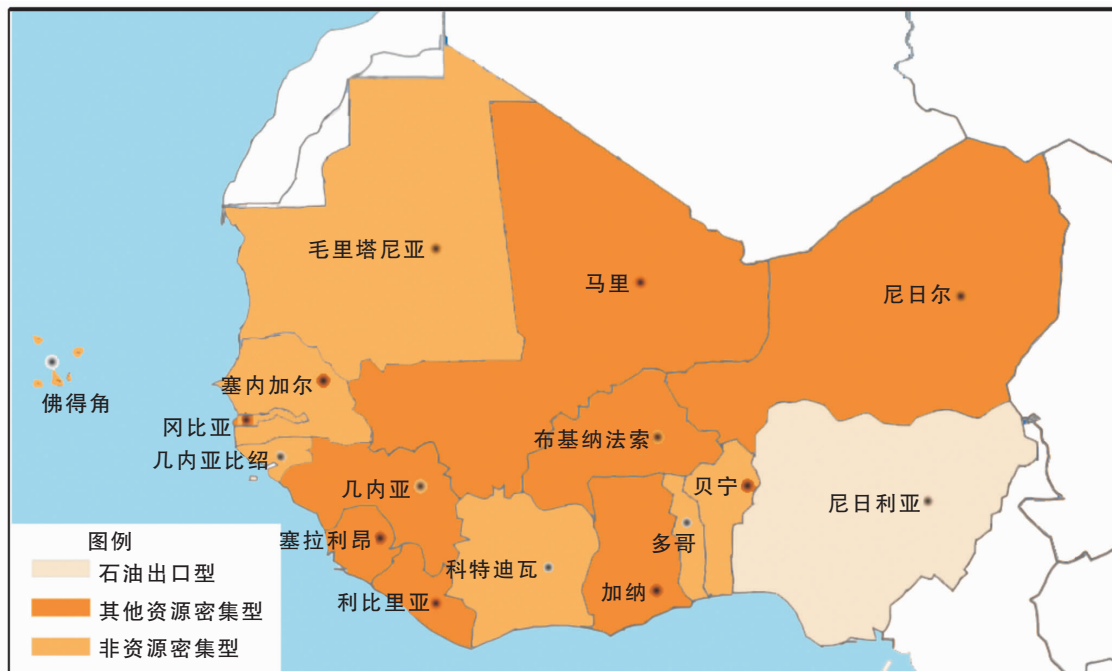 毛里塔尼亚
马里
尼日尔
塞内加尔
佛得角
冈比亚
布基纳法索
几内亚比绍
几内亚
贝宁
尼日利亚
塞拉利昂
多哥
科特迪瓦
加纳
利比里亚
图例
石油出口型
其他资源密集型
非资源密集型